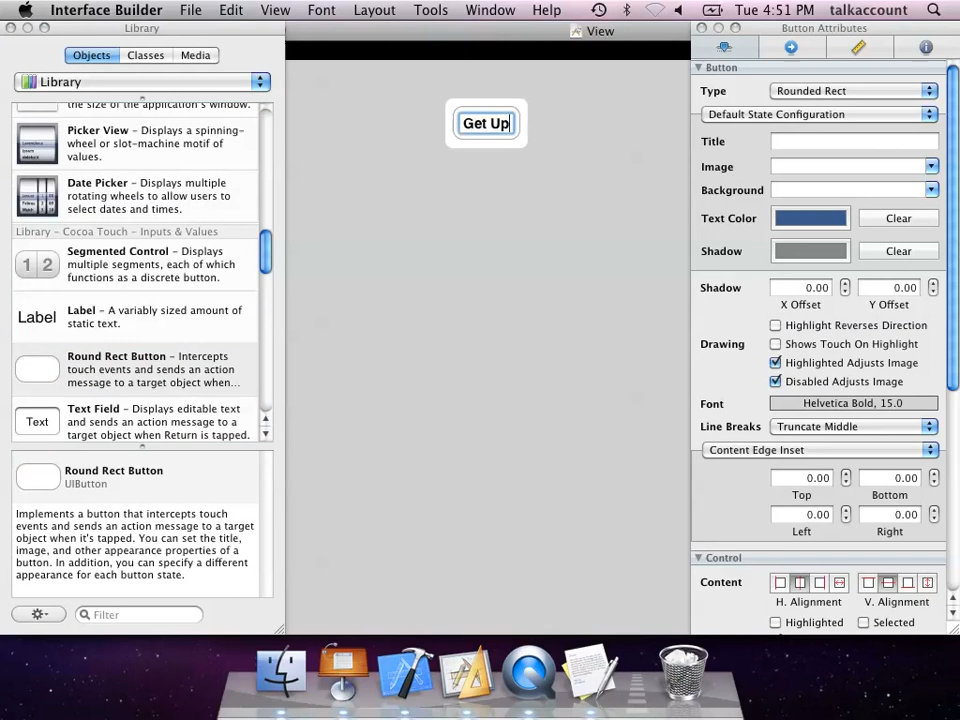 Interface Builder File Edit View Font Layout Tools Window Help Tue 4:51 PM talkaccount
Library
View
Button Attributes
Objects Classes Media
Library
the size of the application's window.
Picker View – Displays a spinning-
wheel or slot-machine motif of
values.
Date Picker – Displays multiple
rotating wheels to allow users to
select dates and times.
Library – Cocoa Touch – Inputs & Values
1 2
Segmented Control – Displays
multiple segments, each of which
functions as a discrete button.
Label
Label – A variably sized amount of
static text.
Round Rect Button – Intercepts
touch events and sends an action
message to a target object when...
Text
Text Field – Displays editable text
and sends an action message to a
target object when Return is tapped.
Round Rect Button
UIButton
Implements a button that intercepts touch
events and sends an action message to a target
object when it's tapped. You can set the title,
image, and other appearance properties of a
button. In addition, you can specify a different
appearance for each button state.
Filter
Get Up
Button
Type Rounded Rect
Default State Configuration
Title
Image
Background
Text Color Clear
Shadow Clear
Shadow 0.00 0.00
X Offset Y Offset
Highlight Reverses Direction
Drawing Shows Touch On Highlight
Highlighted Adjusts Image
Disabled Adjusts Image
Font Helvetica Bold, 15.0
Line Breaks Truncate Middle
Content Edge Inset
0.00 0.00
Top Bottom
0.00 0.00
Left Right
Control
Content
H. Alignment V. Alignment
Highlighted Selected